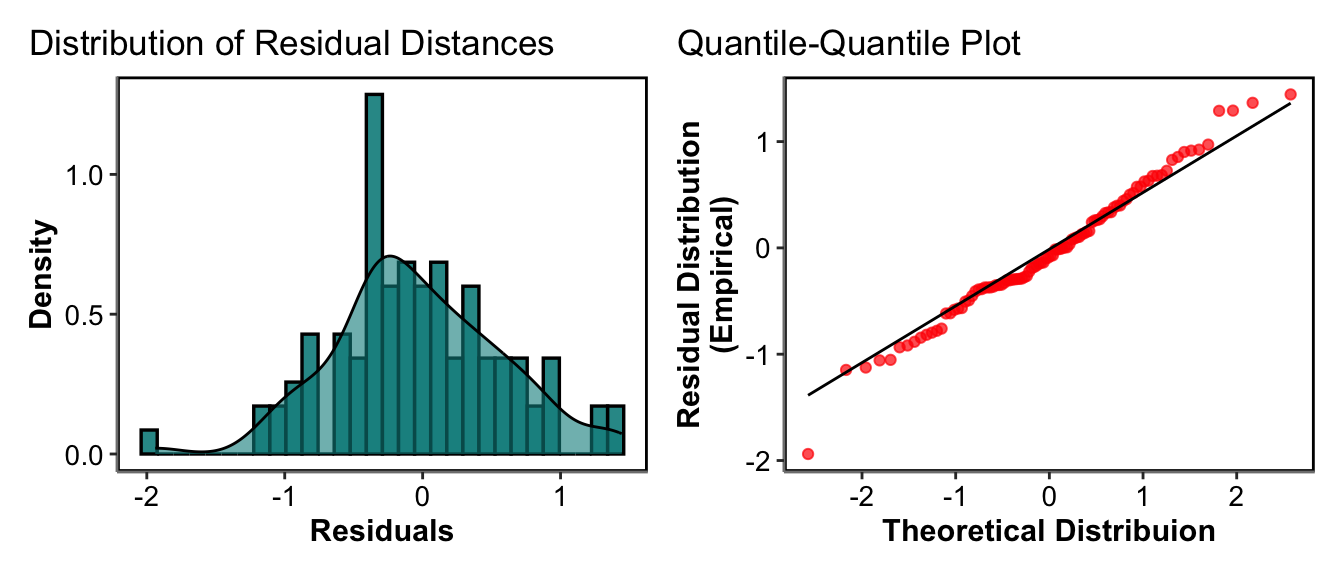 Distribution of Residual Distances
1.0
0.5
0.0
Density
-2 -1 0 1
Residuals
Quantile-Quantile Plot
1
0
-1
-2
Residual Distribution
(Empirical)
-2 -1 0 1 2
Theoretical Distribuion